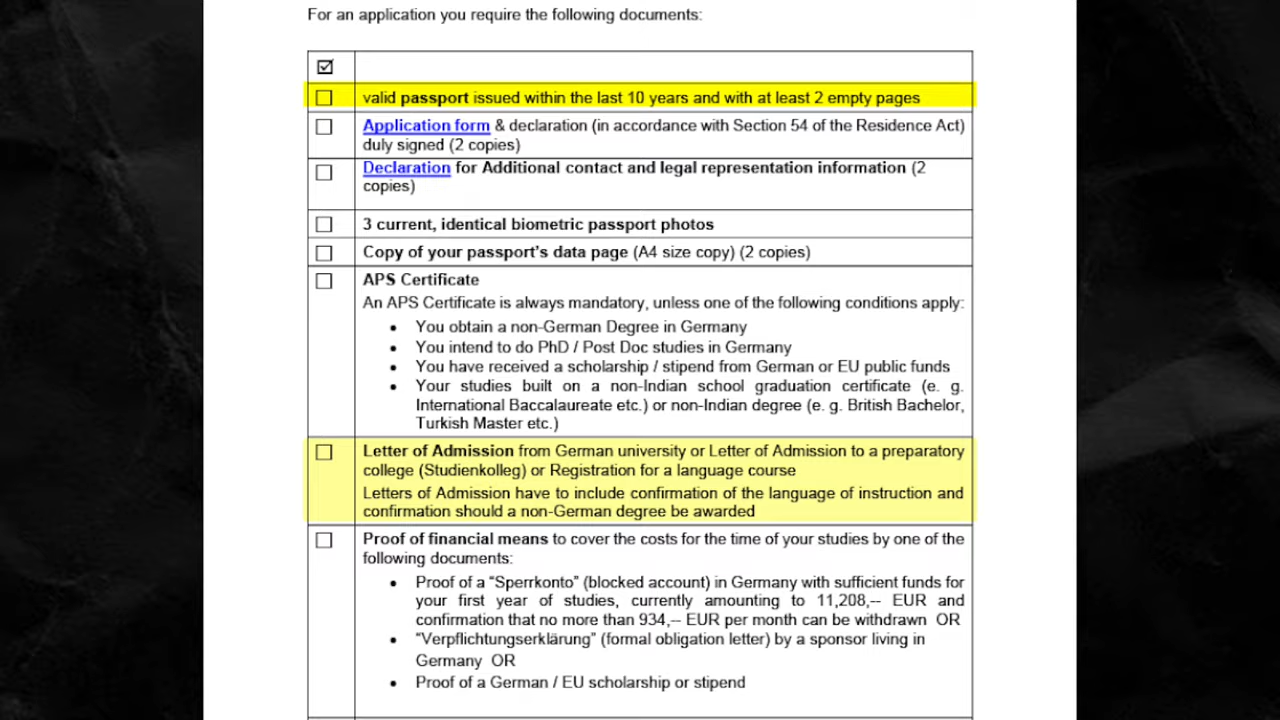 For an application you require the following documents:
valid passport issued within the last 10 years and with at least 2 empty pages
Application form & declaration (in accordance with Section 54 of the Residence Act)
duly signed (2 copies)
Declaration for Additional contact and legal representation information (2
copies)
3 current, identical biometric passport photos
Copy of your passport's data page (A4 size copy) (2 copies)
APS Certificate
An APS Certificate is always mandatory, unless one of the following conditions apply:
• You obtain a non-German Degree in Germany
• You intend to do PhD / Post Doc studies in Germany
• You have received a scholarship / stipend from German or EU public funds
• Your studies built on a non-Indian school graduation certificate (e. g.
International Baccalaureate etc.) or non-Indian degree (e. g. British Bachelor,
Turkish Master etc.)
Letter of Admission from German university or Letter of Admission to a preparatory
college (Studienkolleg) or Registration for a language course
Letters of Admission have to include confirmation of the language of instruction and
confirmation should a non-German degree be awarded
Proof of financial means to cover the costs for the time of your studies by one of the
following documents:
• Proof of a “Sperrkonto” (blocked account) in Germany with sufficient funds for
your first year of studies, currently amounting to 11,208,-- EUR and
confirmation that no more than 934,-- EUR per month can be withdrawn OR
• “Verpflichtungserklärung” (formal obligation letter) by a sponsor living in
Germany OR
• Proof of a German / EU scholarship or stipend